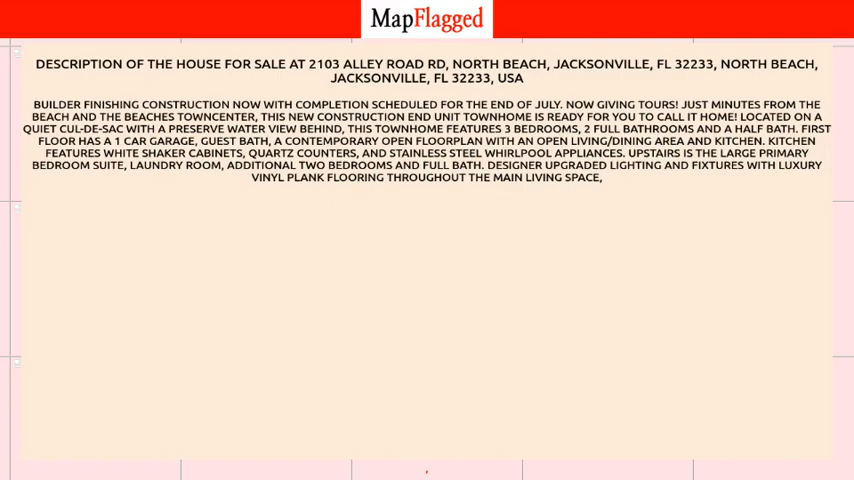 MapFlagged
DESCRIPTION OF THE HOUSE FOR SALE AT 2103 ALLEY ROAD RD, NORTH BEACH, JACKSONVILLE, FL 32233, NORTH BEACH,
JACKSONVILLE, FL 32233, USA
BUILDER FINISHING CONSTRUCTION NOW WITH COMPLETION SCHEDULED FOR THE END OF JULY. NOW GIVING TOURS! JUST MINUTES FROM THE
BEACH AND THE BEACHES TOWNCENTER, THIS NEW CONSTRUCTION END UNIT TOWNHOME IS READY FOR YOU TO CALL IT HOME! LOCATED ON A
QUIET CUL-DE-SAC WITH A PRESERVE WATER VIEW BEHIND, THIS TOWNHOME FEATURES 3 BEDROOMS, 2 FULL BATHROOMS AND A HALF BATH. FIRST
FLOOR HAS A 1 CAR GARAGE, GUEST BATH, A CONTEMPORARY OPEN FLOORPLAN WITH AN OPEN LIVING/DINING AREA AND KITCHEN. KITCHEN
FEATURES WHITE SHAKER CABINETS, QUARTZ COUNTERS, AND STAINLESS STEEL WHIRLPOOL APPLIANCES. UPSTAIRS IS THE LARGE PRIMARY
BEDROOM SUITE, LAUNDRY ROOM, ADDITIONAL TWO BEDROOMS AND FULL BATH. DESIGNER UPGRADED LIGHTING AND FIXTURES WITH LUXURY
VINYL PLANK FLOORING THROUGHOUT THE MAIN LIVING SPACE,
,